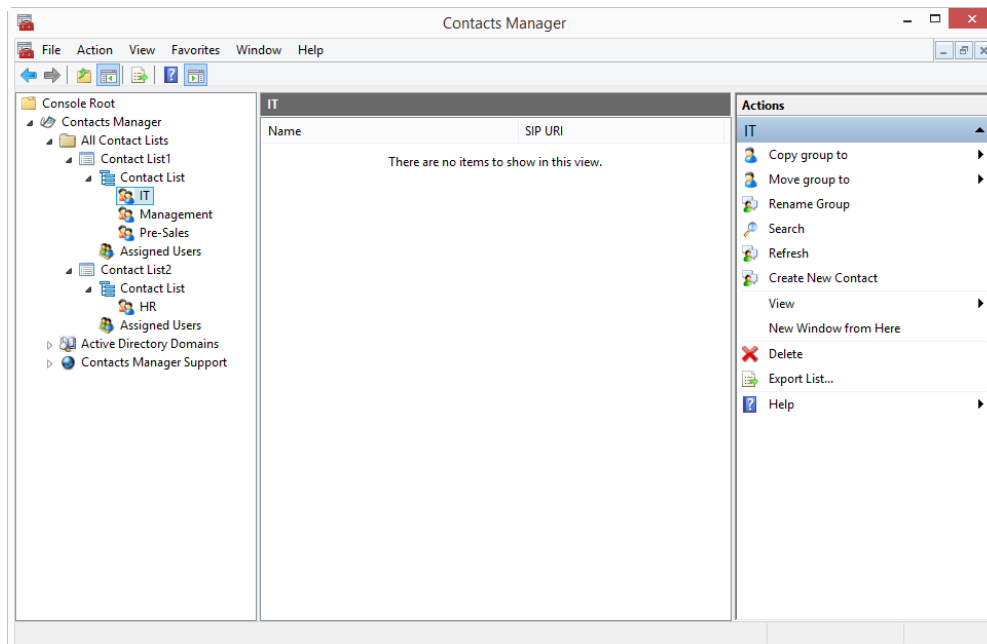 Contacts Manager
File Action View Favorites Window Help
Console Root
Contacts Manager
All Contact Lists
Contact List1
Contact List
IT
Management
Pre-Sales
Assigned Users
Contact List2
Contact List
HR
Assigned Users
Active Directory Domains
Contacts Manager Support
IT
Name SIP URI
There are no items to show in this view.
Actions
IT
Copy group to
Move group to
Rename Group
Search
Refresh
Create New Contact
View
New Window from Here
Delete
Export List...
Help